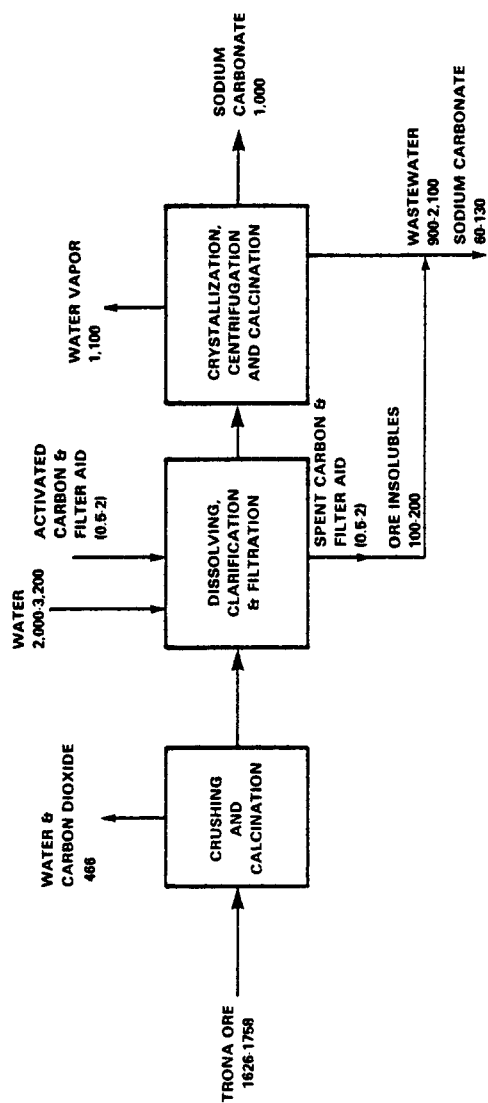 TRONA ORE
1626-1758
WATER &
CARBON DIOXIDE
466
CRUSHING
AND
CALCINATION
WATER
2,000-3,200
ACTIVATED
CARBON &
FILTER AID
(0.5-2)
DISSOLVING,
CLARIFICATION
& FILTRATION
SPENT CARBON &
FILTER AID
(0.5-2)
ORE INSOLUBLES
100-200
WATER VAPOR
1,100
CRYSTALLIZATION,
CENTRIFUGATION
AND CALCINATION
SODIUM
CARBONATE
1,000
WASTEWATER
900-2,100
SODIUM CARBONATE
60-130